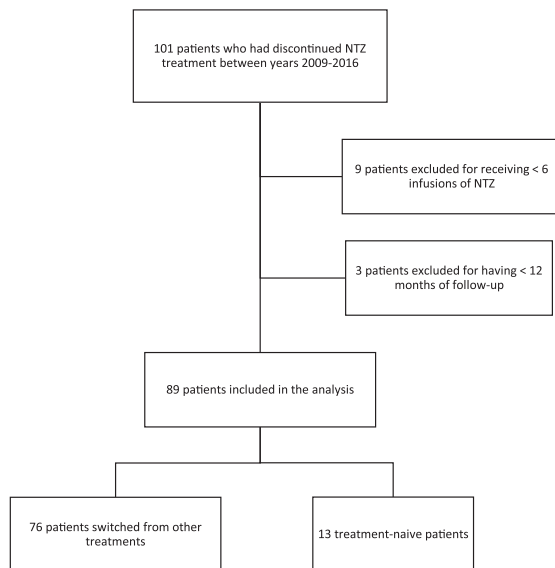 101 patients who had discontinued NTZ
treatment between years 2009-2016
9 patients excluded for receiving < 6
infusions of NTZ
3 patients excluded for having < 12
months of follow-up
89 patients included in the analysis
76 patients switched from other
treatments
13 treatment-naive patients